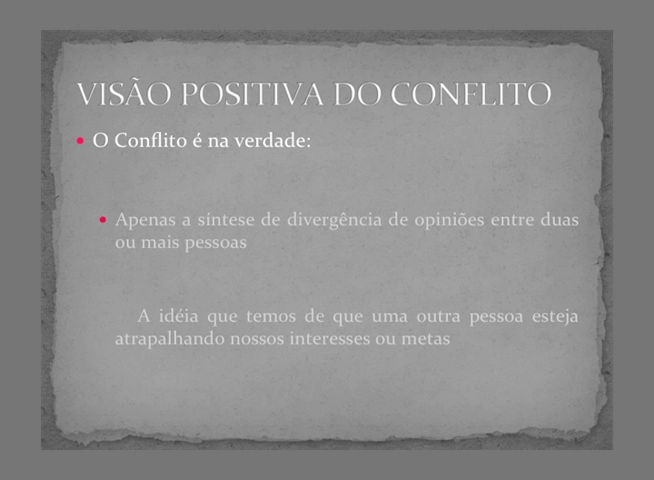 VISÃO POSITIVA DO CONFLITO
• O Conflito é na verdade:
• Apenas a síntese de divergência de opiniões entre duas
ou mais pessoas
A idéia que temos de que uma outra pessoa esteja
atrapalhando nossos interesses ou metas